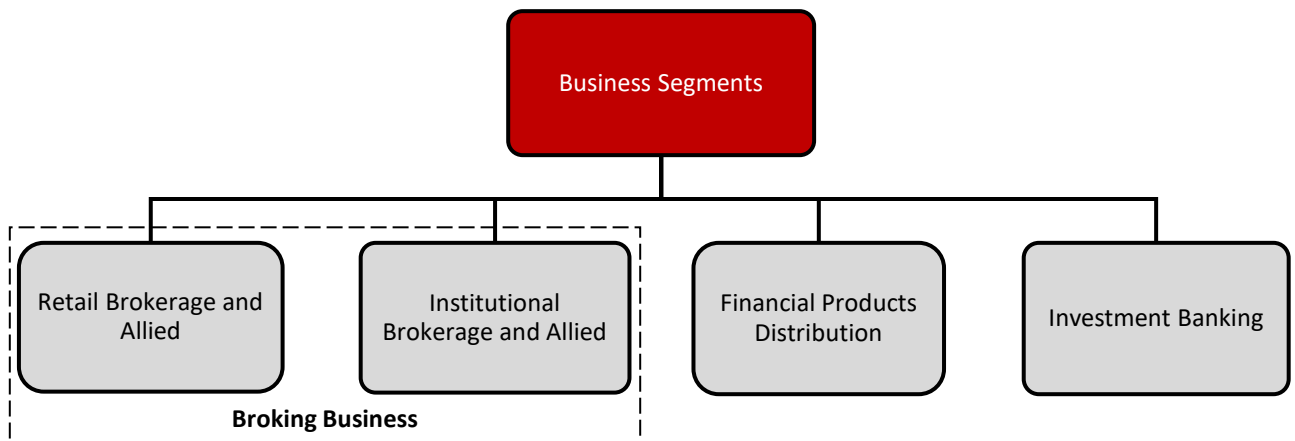 Business Segments
Retail Brokerage and
Allied
Institutional
Brokerage and Allied
Financial Products
Distribution
Investment Banking
Broking Business